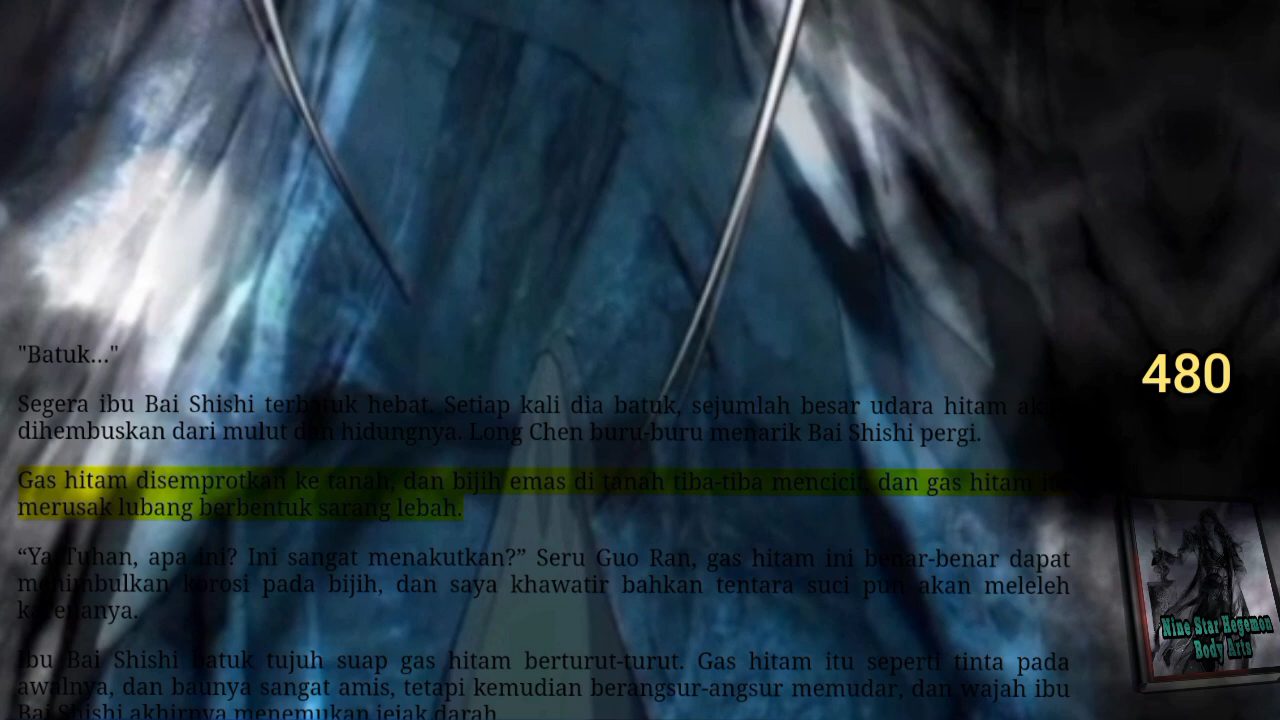 "Batuk..."
Segera ibu Bai Shishi terbatuk hebat. Setiap kali dia batuk, sejumlah besar udara hitam akan
dihembuskan dari mulut dan hidungnya. Long Chen buru-buru menarik Bai Shishi pergi.
480
Gas hitam disemprotkan ke tanah, dan bijih emas di tanah tiba-tiba mencicit, dan gas hitam itu
merusak lubang berbentuk sarang lebah.
“Ya Tuhan, apa ini? Ini sangat menakutkan?” Seru Guo Ran, gas hitam ini benar-benar dapat
menimbulkan korosi pada bijih, dan saya khawatir bahkan tentara suci pun akan meleleh
karenanya.
Nine Star Hegemon
Body Arts
Ibu Bai Shishi batuk tujuh suap gas hitam berturut-turut. Gas hitam itu seperti tinta pada
awalnya, dan baunya sangat amis, tetapi kemudian berangsur-angsur memudar, dan wajah ibu
Bai Shishi akhirnya menemukan jejak darah.